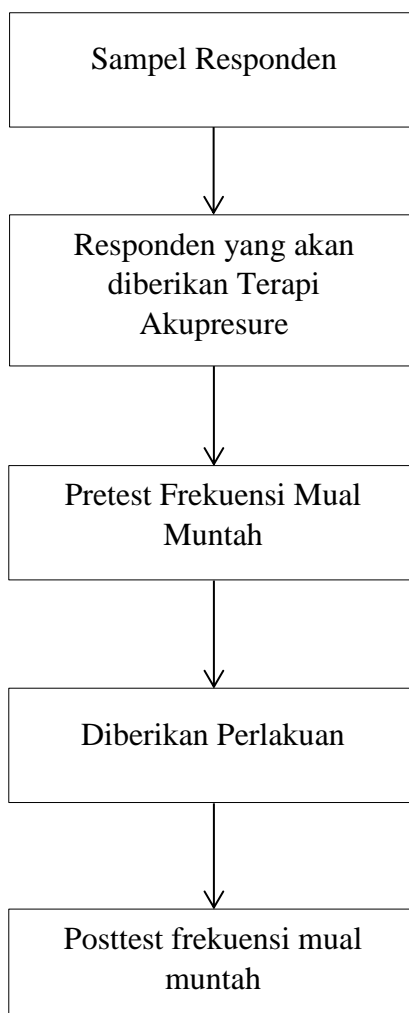 Sampel Responden
Responden yang akan
diberikan Terapi
Akupresure
Pretest Frekuensi Mual
Muntah
Diberikan Perlakuan
Posttest frekuensi mual
muntah